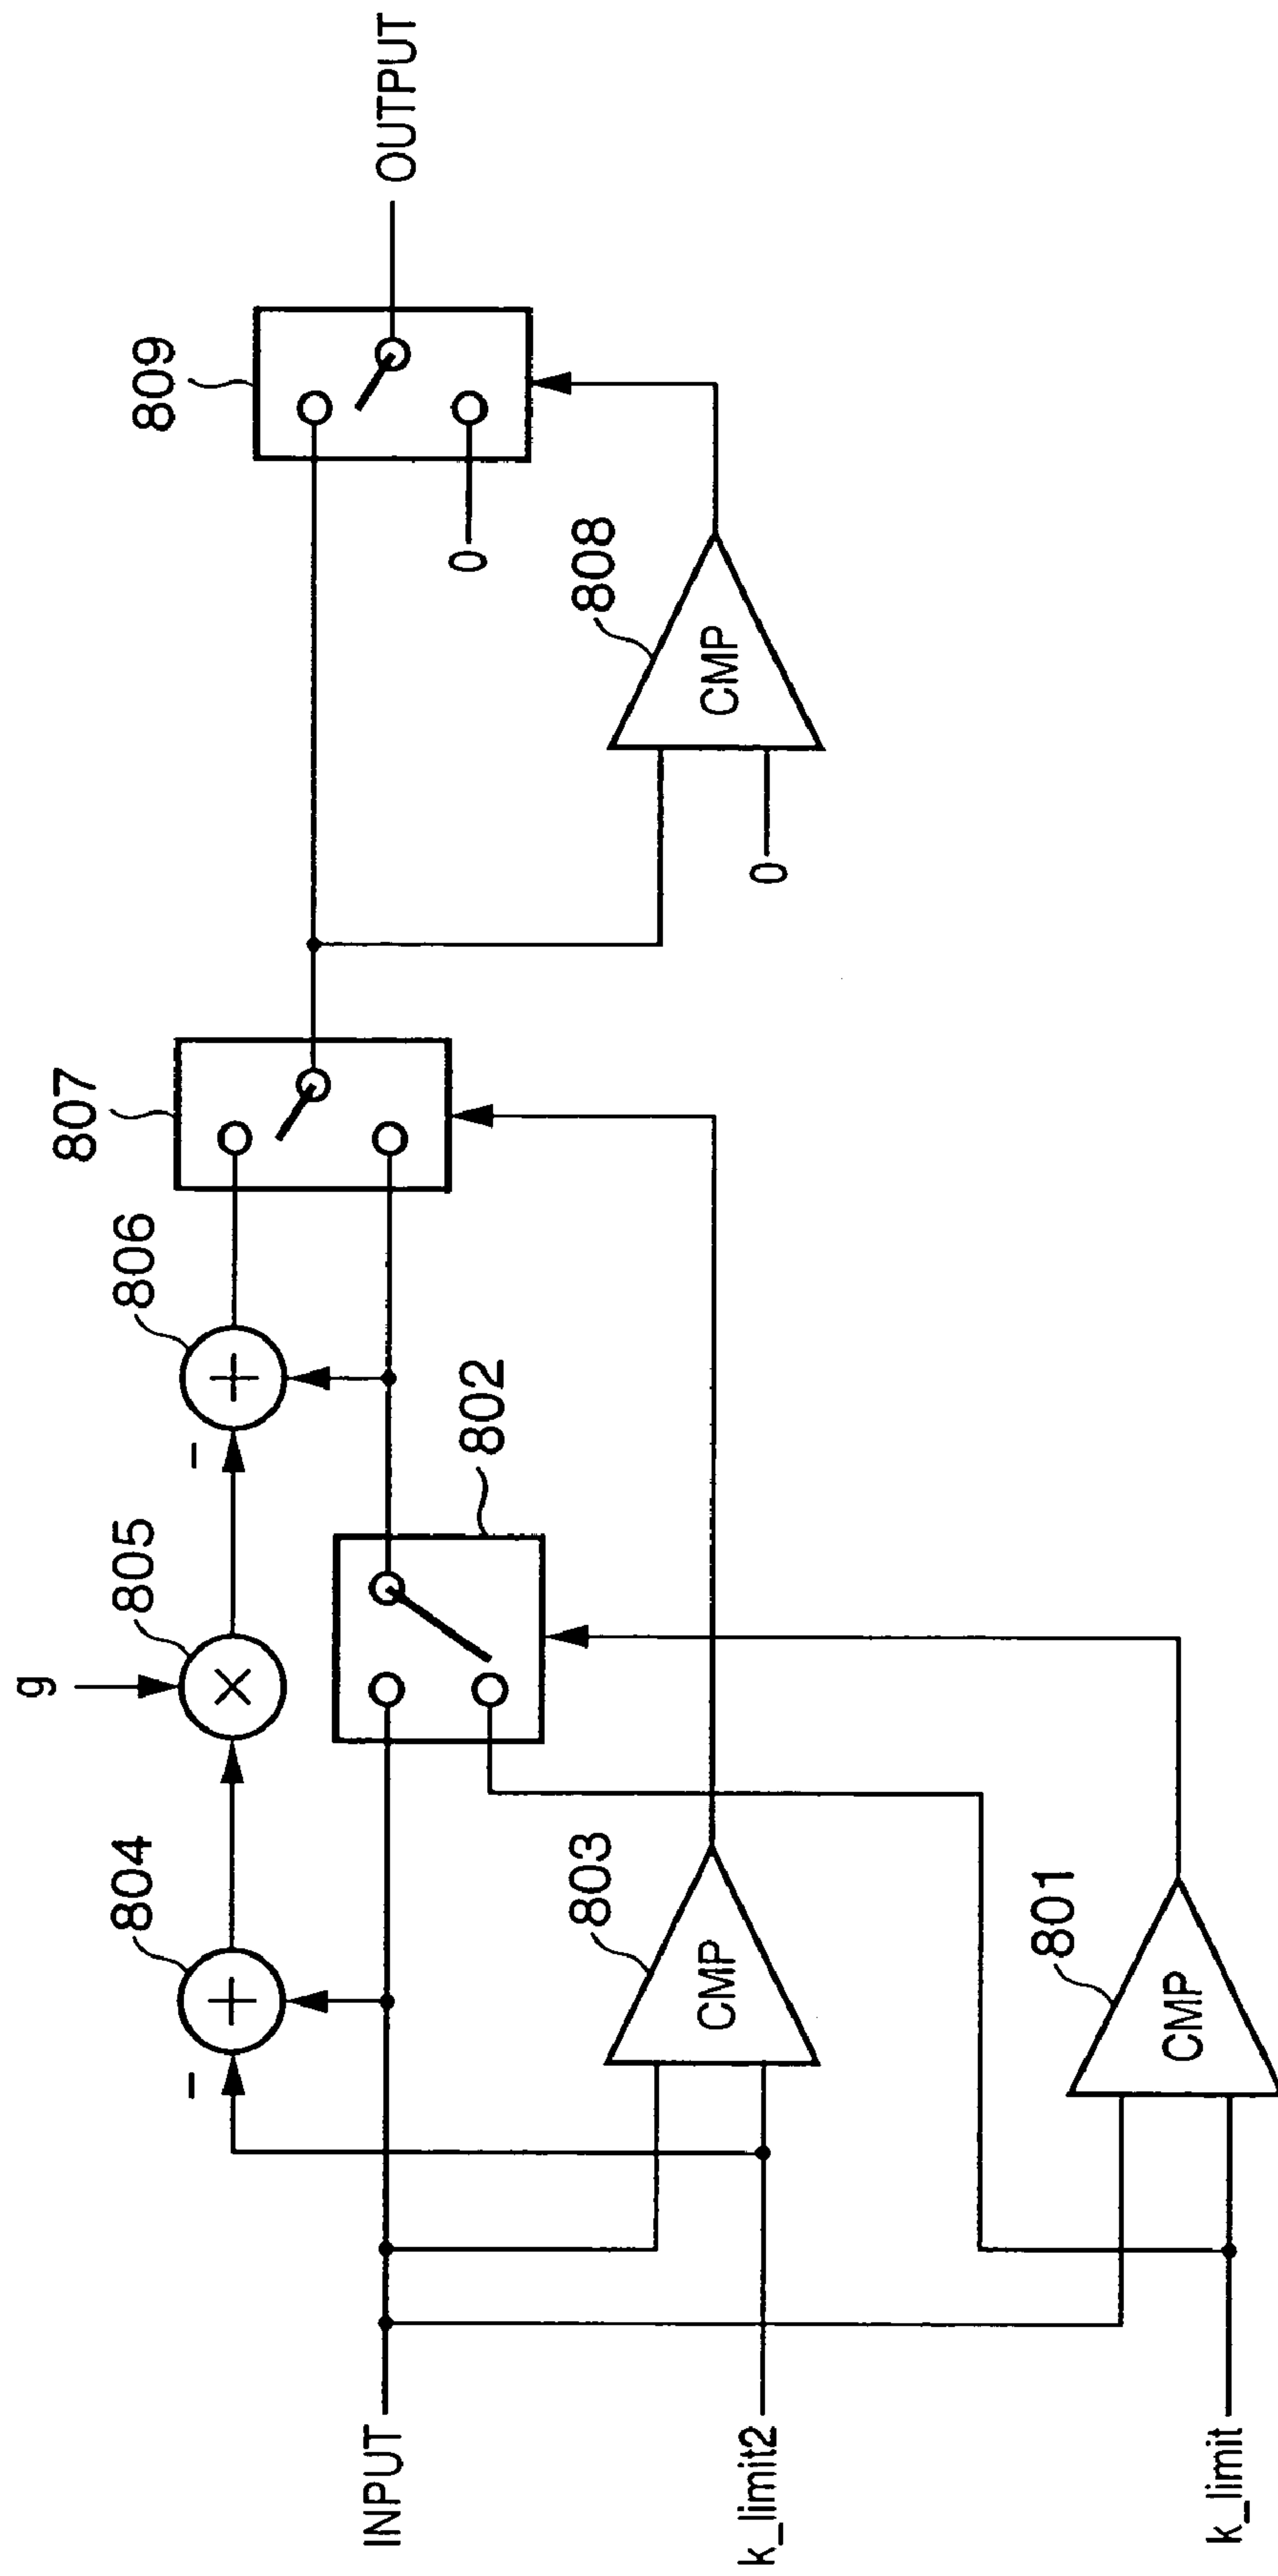 g
804
805
806
807
809
−
−
+
×
+
802
INPUT
OUTPUT
0
803
808
CMP
CMP
k_limit2
0
801
CMP
k_limit